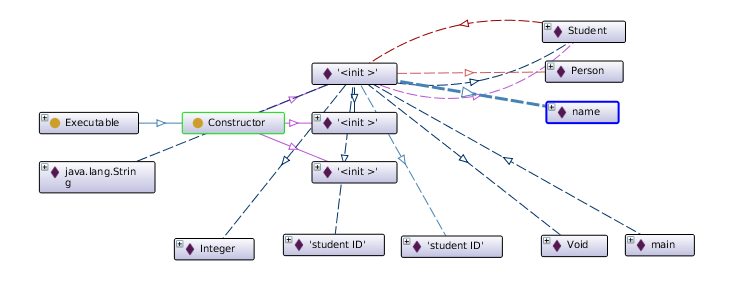 Student
'<init >'
Person
name
Executable
Constructor
'<init >'
java.lang.Strin
g
'<init >'
Integer
'student ID'
'student ID'
Void
main